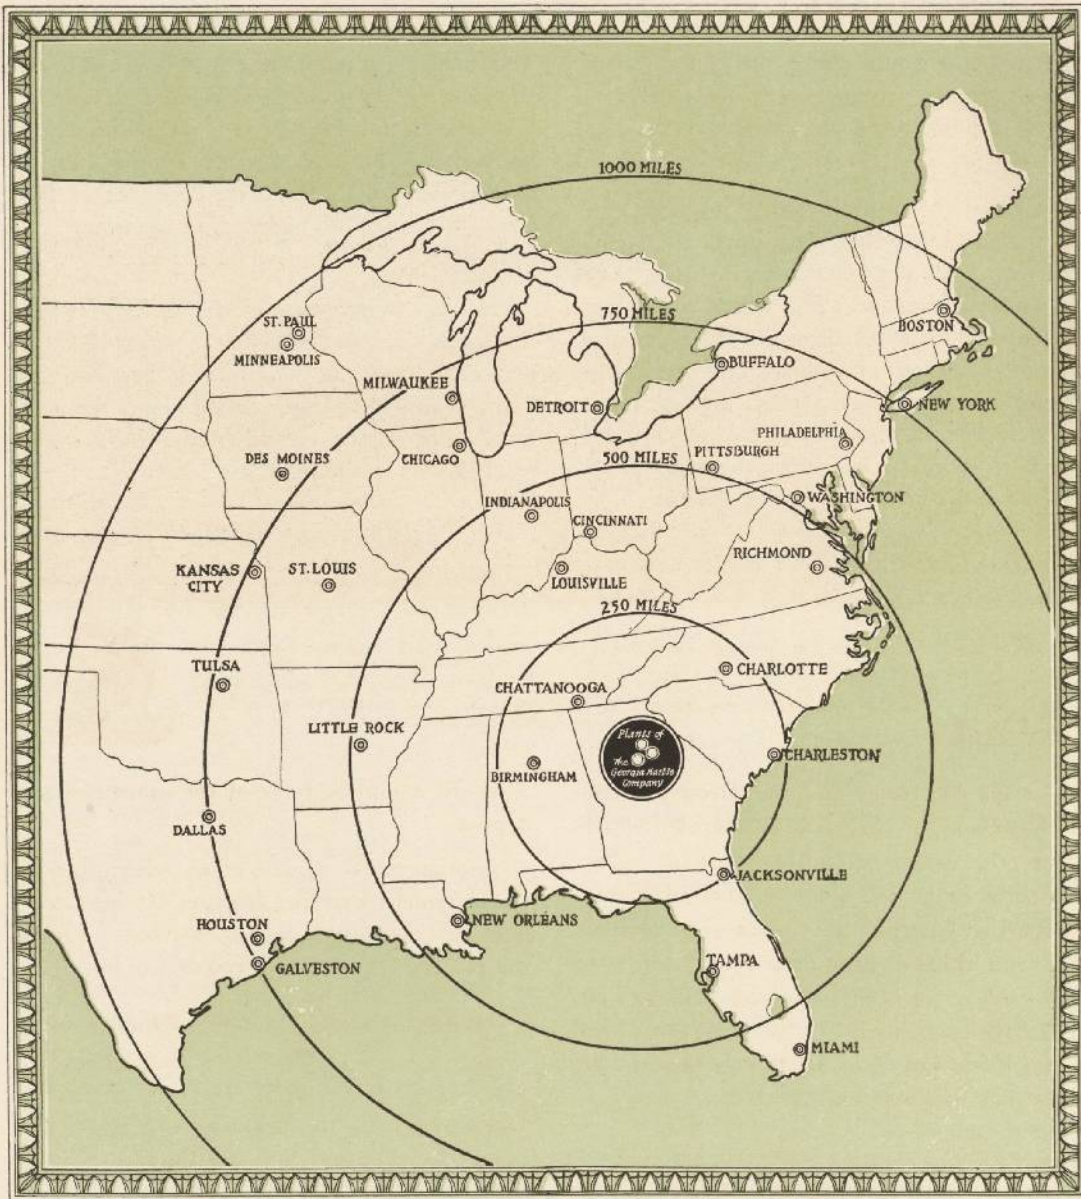 1000 MILES
ST. PAUL
750 MILES
BOSTON
MINNEAPOLIS
BUFFALO
MILWAUKEE
DETROIT
NEW YORK
PHILADELPHIA
CHICAGO
PITTSBURGH
DES MOINES
500 MILES
INDIANAPOLIS
WASHINGTON
CINCINNATI
RICHMOND
KANSAS
CITY
ST. LOUIS
LOUISVILLE
250 MILES
TULSA
CHARLOTTE
CHATTANOOGA
LITTLE ROCK
Plants of
The
Georgia Marble
Company
CHARLESTON
BIRMINGHAM
DALLAS
JACKSONVILLE
NEW ORLEANS
HOUSTON
TAMPA
GALVESTON
MIAMI